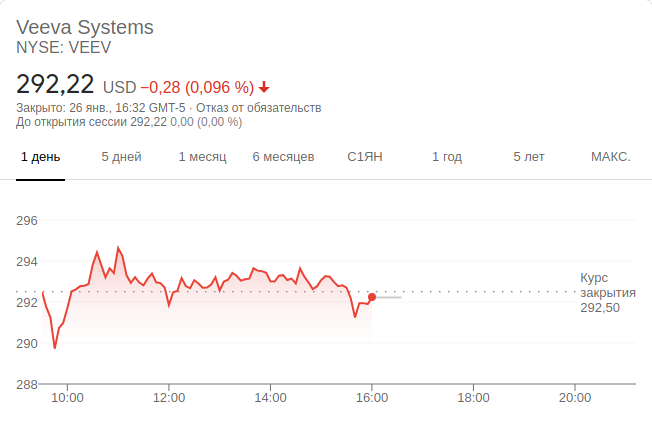 Veeva Systems
NYSE: VEEV
292,22 USD −0,28 (0,096 %)
Закрыто: 26 янв., 16:32 GMT-5 · Отказ от обязательств
До открытия сессии 292,22 0,00 (0,00 %)
1 день 5 дней 1 месяц 6 месяцев С1ЯН 1 год 5 лет МАКС.
296
294
292
290
288
Курс
закрытия
292,50
10:00 12:00 14:00 16:00 18:00 20:00